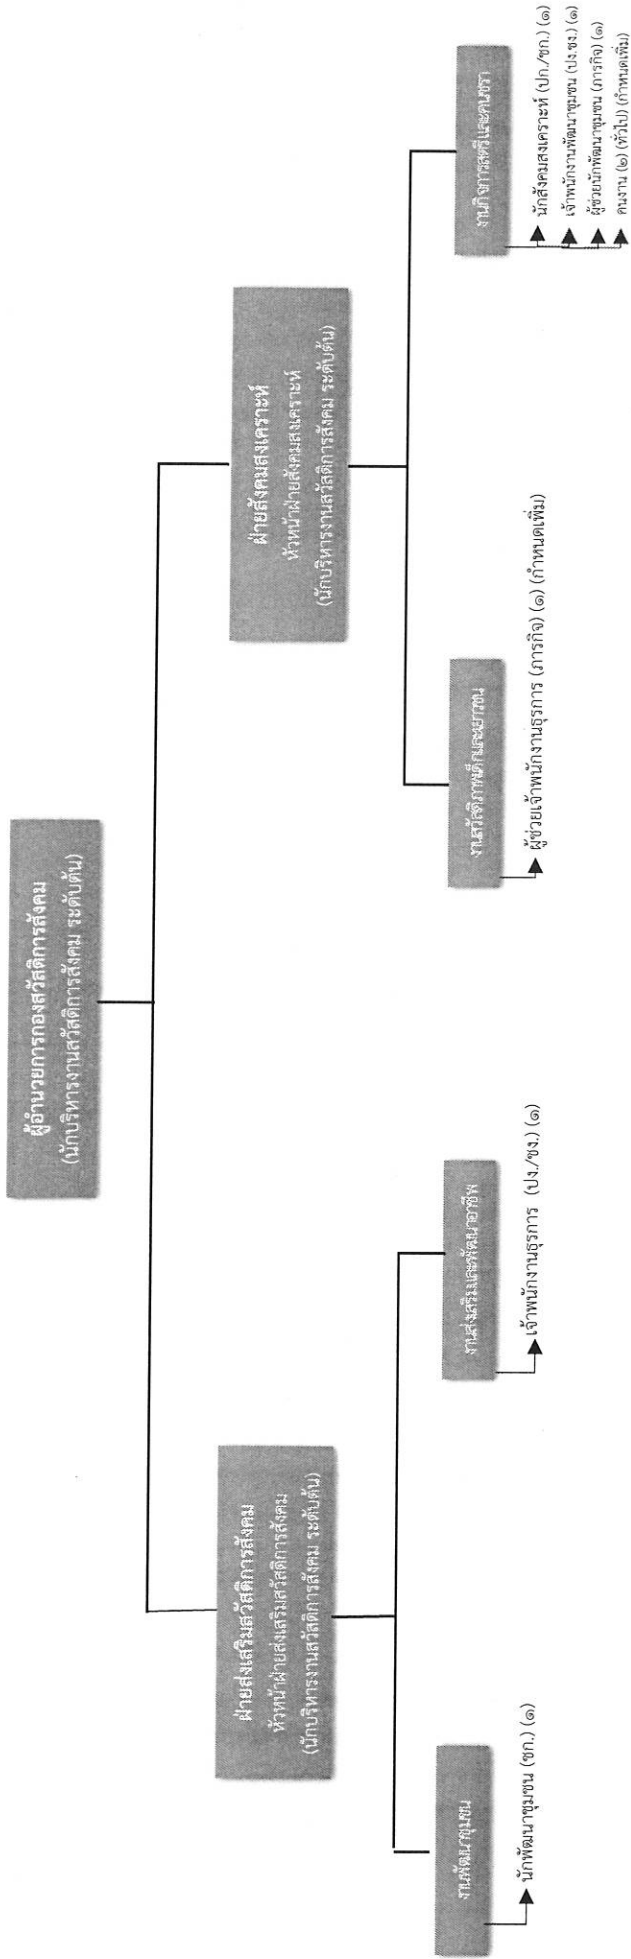 ผู้อำนวยการกองสวัสดิการสังคม
(นักบริหารงานสวัสดิการสังคม ระดับต้น)
ฝ่ายส่งเสริมสวัสดิการสังคม
หัวหน้าฝ่ายส่งเสริมสวัสดิการสังคม
(นักบริหารงานสวัสดิการสังคม ระดับต้น)
ฝ่ายสังคมสงเคราะห์
หัวหน้าฝ่ายสังคมสงเคราะห์
(นักบริหารงานสวัสดิการสังคม ระดับต้น)
งานพัฒนาชุมชน
นักพัฒนาชุมชน (ชก.) (๑)
งานส่งเสริมและพัฒนาอาชีพ
เจ้าพนักงานธุรการ (ปง./ชง.) (๑)
งานสวัสดิภาพเด็กและเยาวชน
ผู้ช่วยเจ้าพนักงานธุรการ (ภารกิจ) (๑) (กำหนดเพิ่ม)
งานกิจการสตรีและคนชรา
นักสังคมสงเคราะห์ (ปก./ชก.) (๑)
เจ้าพนักงานพัฒนาชุมชน (ปง.ชง.) (๑)
ผู้ช่วยนักพัฒนาชุมชน (ภารกิจ) (๑)
คนงาน (๒) (ทั่วไป) (กำหนดเพิ่ม)